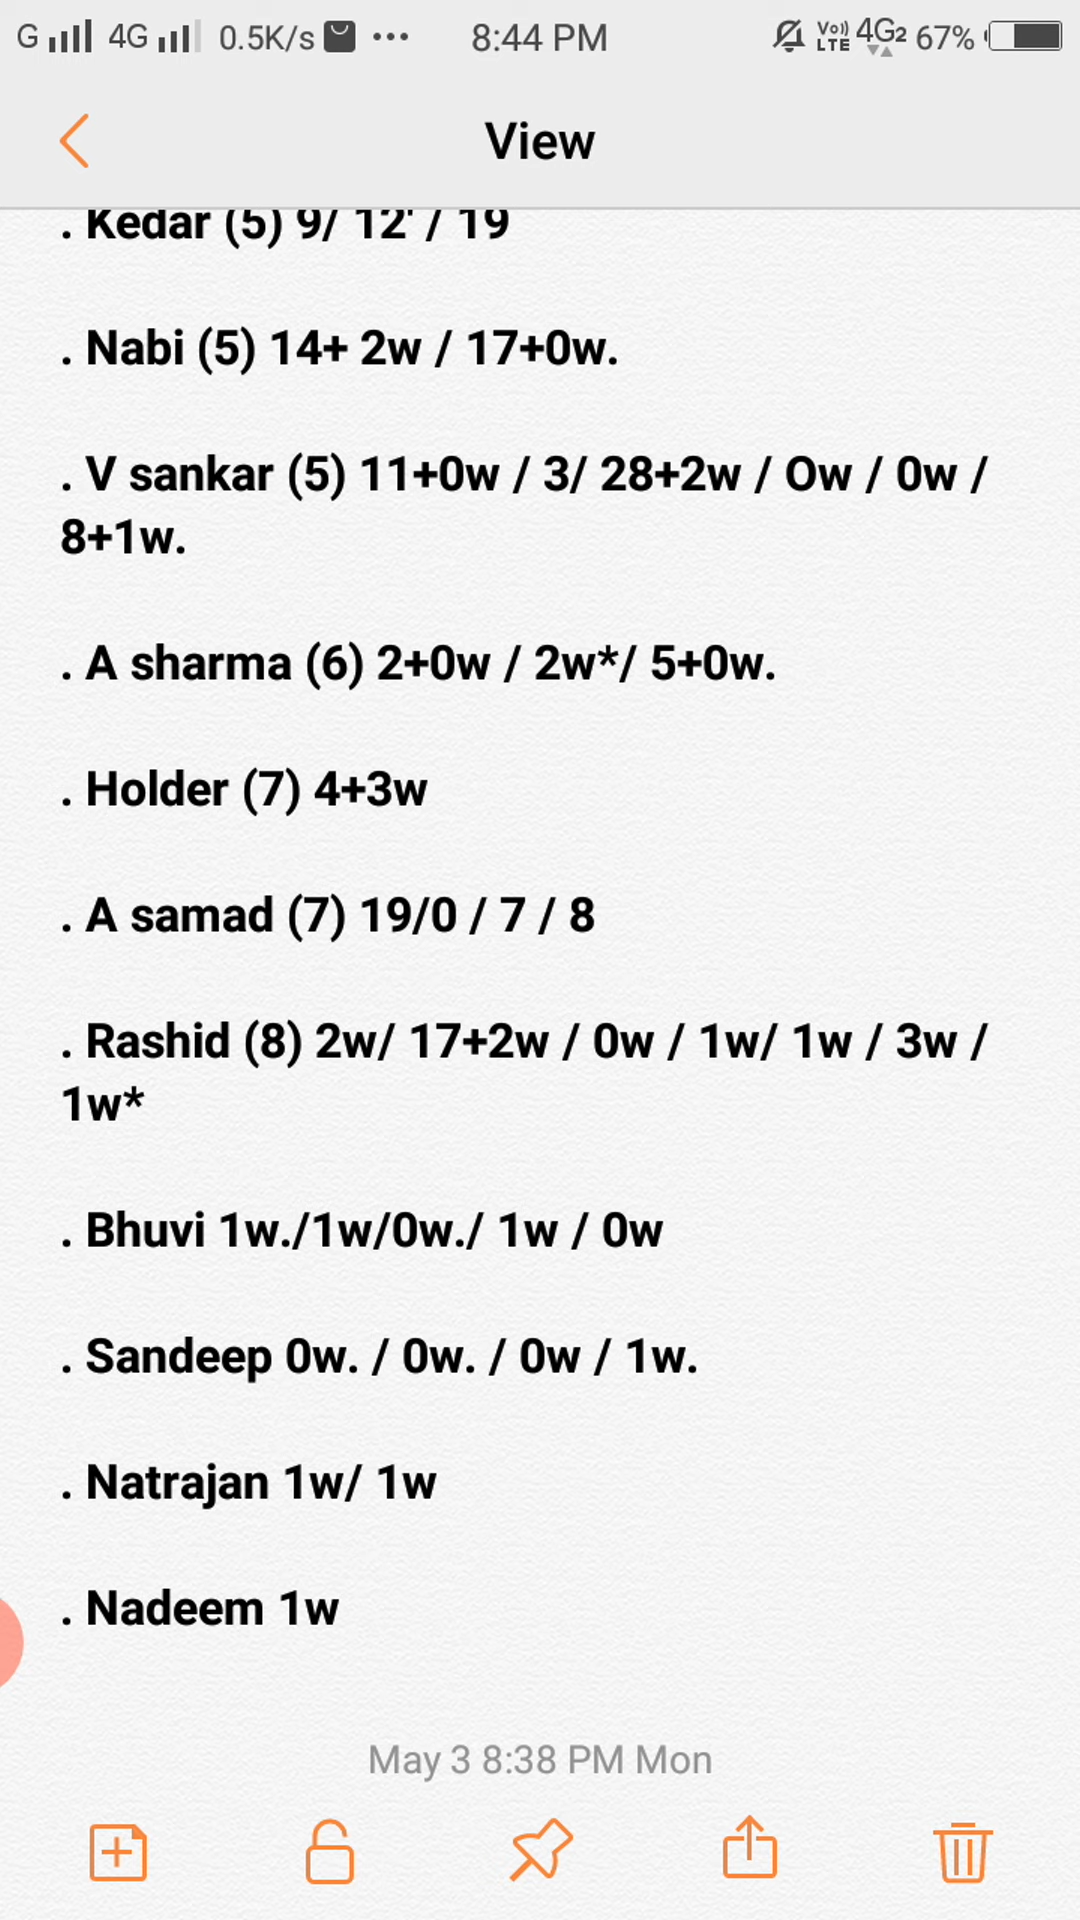 G 4G 0.5K/s ... 8:44 PM VoLTE 4G2 67%
View
. Kedar (5) 9/ 12' / 19
. Nabi (5) 14+ 2w / 17+0w.
. V sankar (5) 11+0w / 3/ 28+2w / Ow / 0w /
8+1w.
. A sharma (6) 2+0w / 2w*/ 5+0w.
. Holder (7) 4+3w
. A samad (7) 19/0 / 7 / 8
. Rashid (8) 2w/ 17+2w / 0w / 1w/ 1w / 3w /
1w*
. Bhuvi 1w./1w/0w./ 1w / 0w
. Sandeep 0w. / 0w. / 0w / 1w.
. Natrajan 1w/ 1w
. Nadeem 1w
May 3 8:38 PM Mon